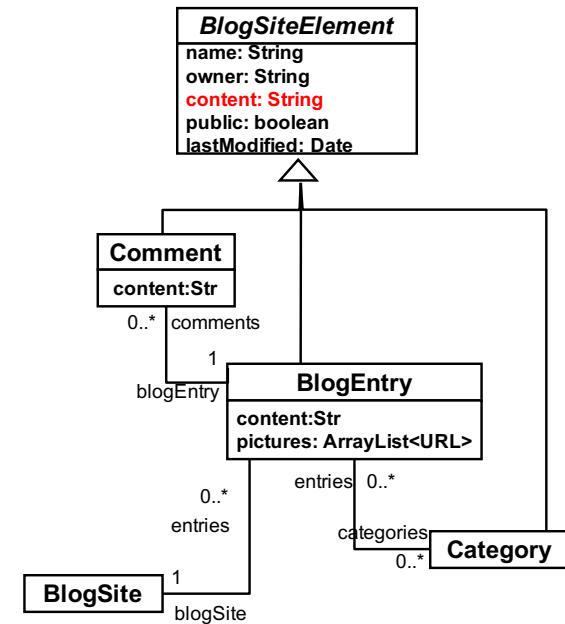 BlogSiteElement
name: String
owner: String
content: String
public: boolean
lastModified: Date
Comment
content:Str
0..* comments
1
blogEntry
BlogEntry
content:Str
pictures: ArrayList<URL>
entries 0..*
0..*
entries
categories
0..*
Category
BlogSite
1
blogSite